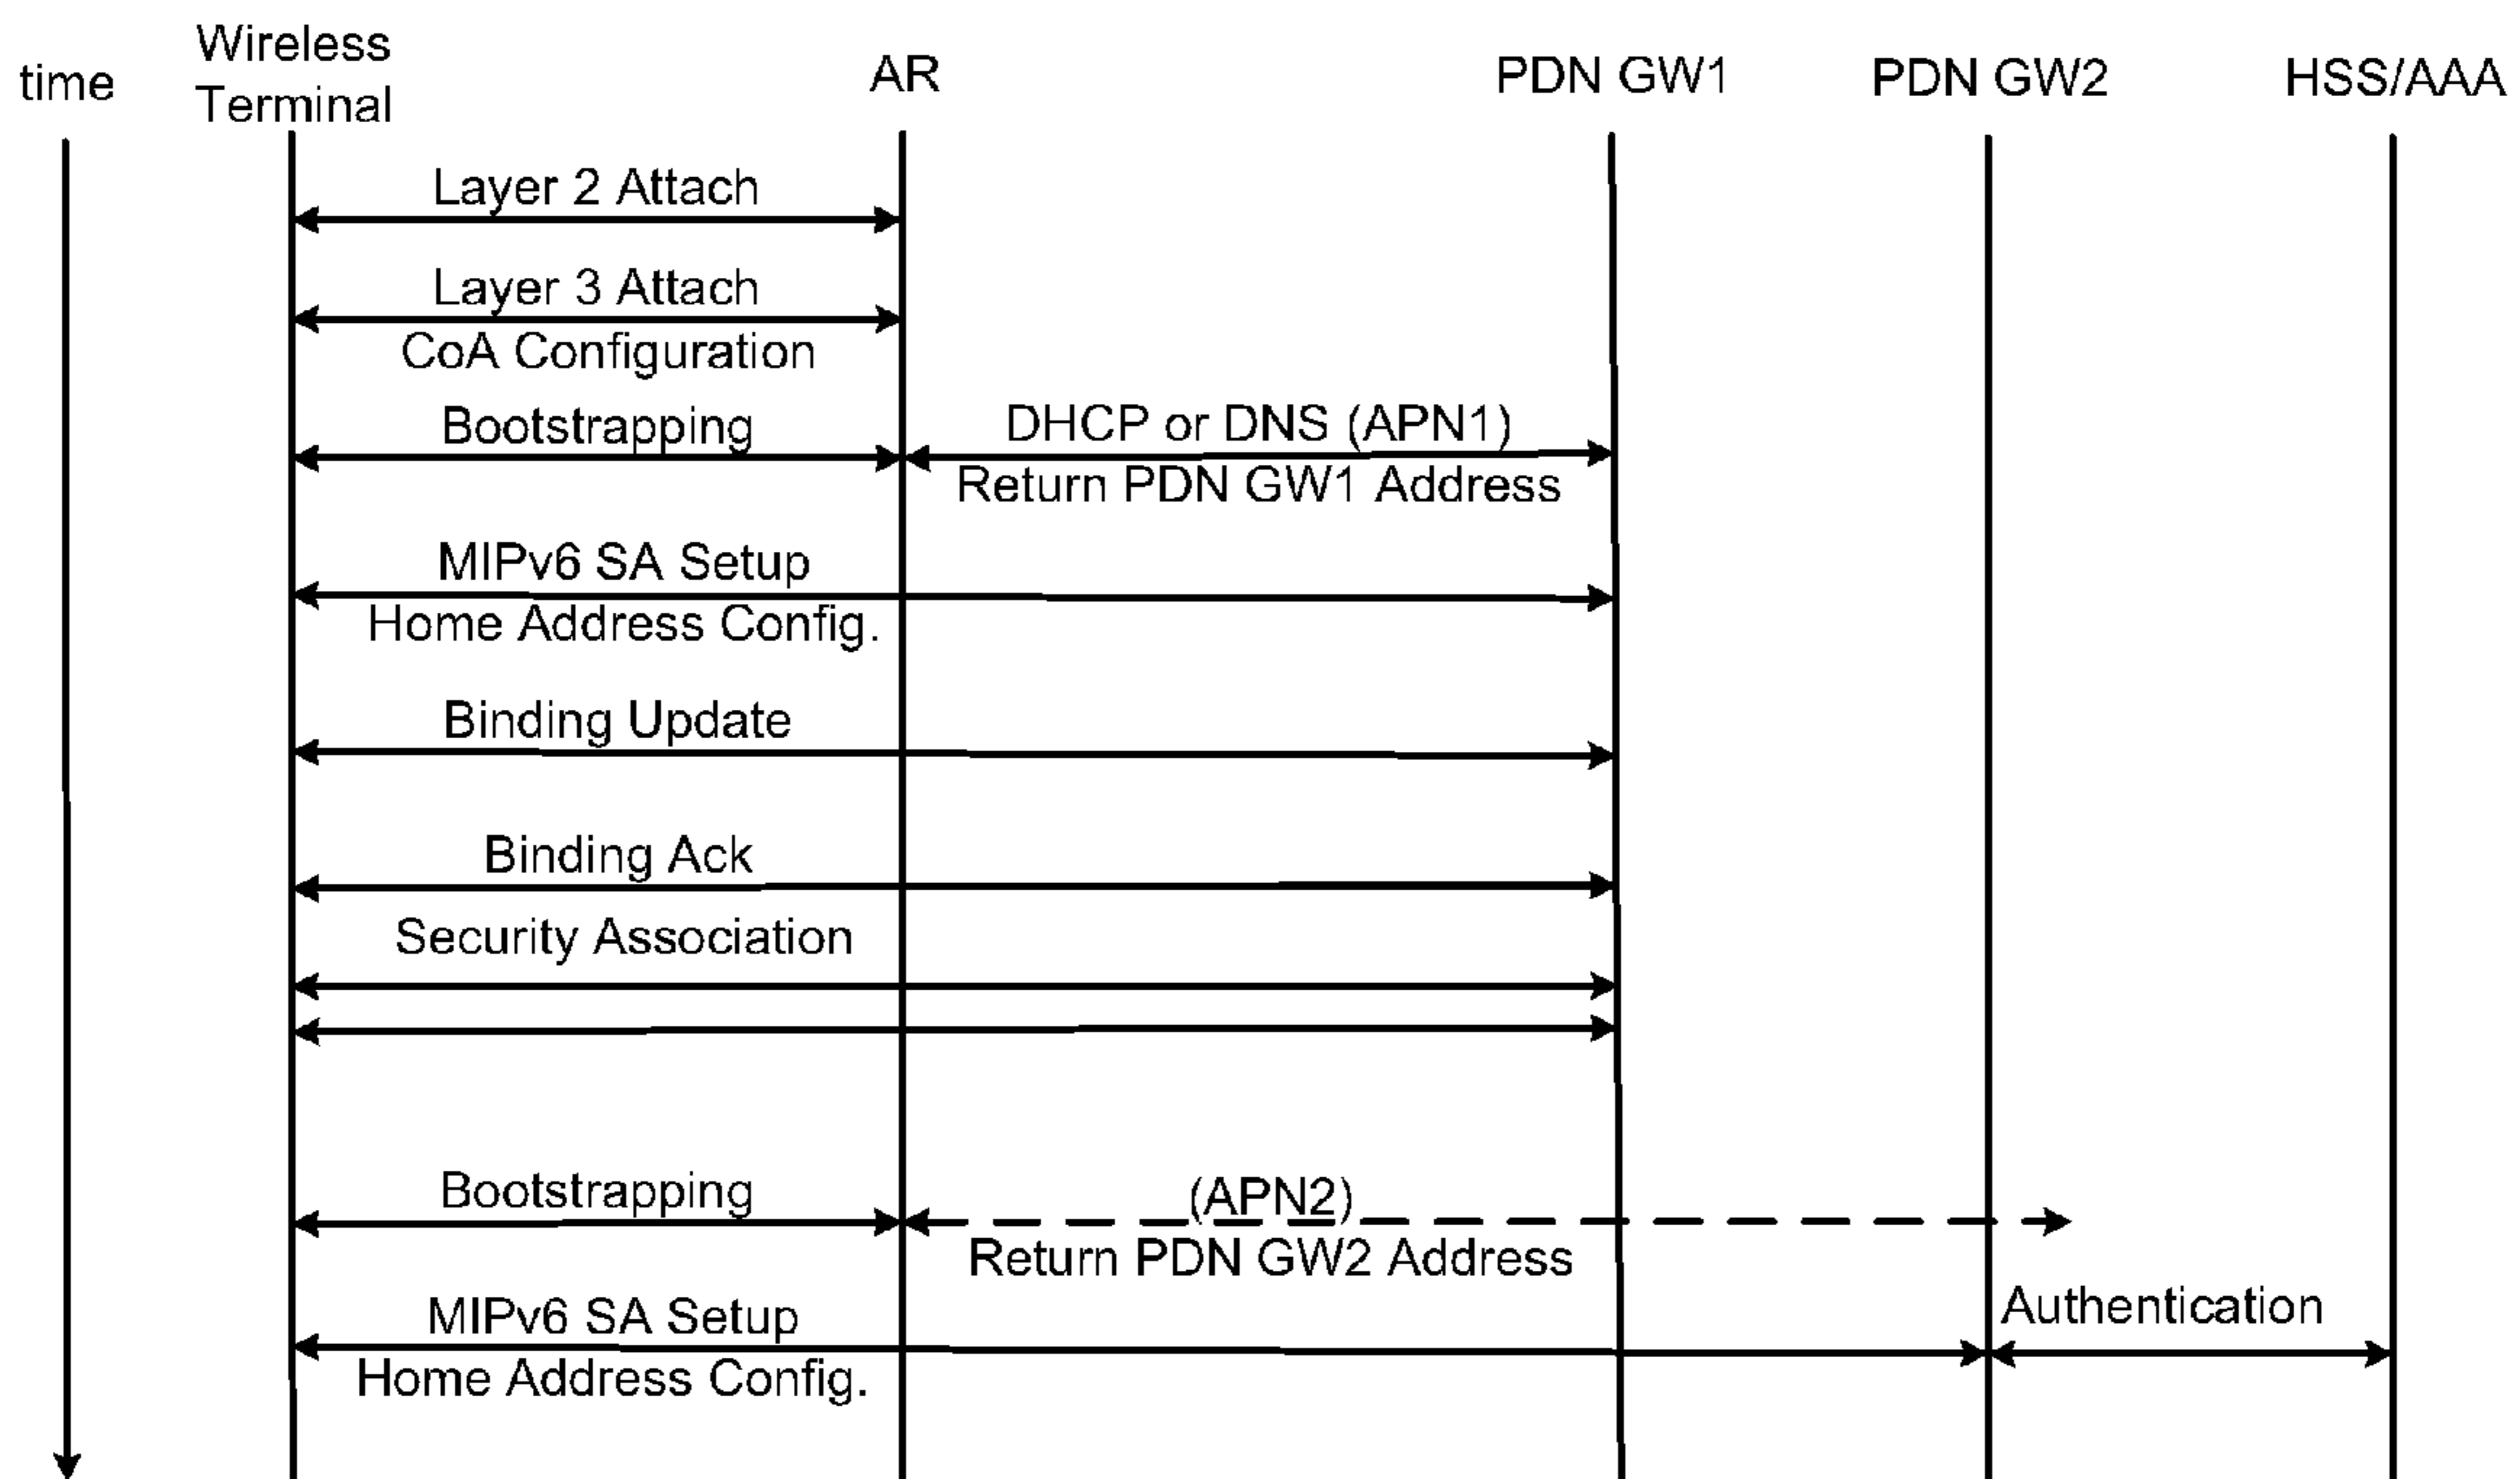 time
Wireless
Terminal
AR
PDN GW1
PDN GW2
HSS/AAA
Layer 2 Attach
Layer 3 Attach
CoA Configuration
Bootstrapping
DHCP or DNS (APN1)
Return PDN GW1 Address
MIPv6 SA Setup
Home Address Config.
Binding Update
Binding Ack
Security Association
Bootstrapping
(APN2)
Return PDN GW2 Address
MIPv6 SA Setup
Home Address Config.
Authentication